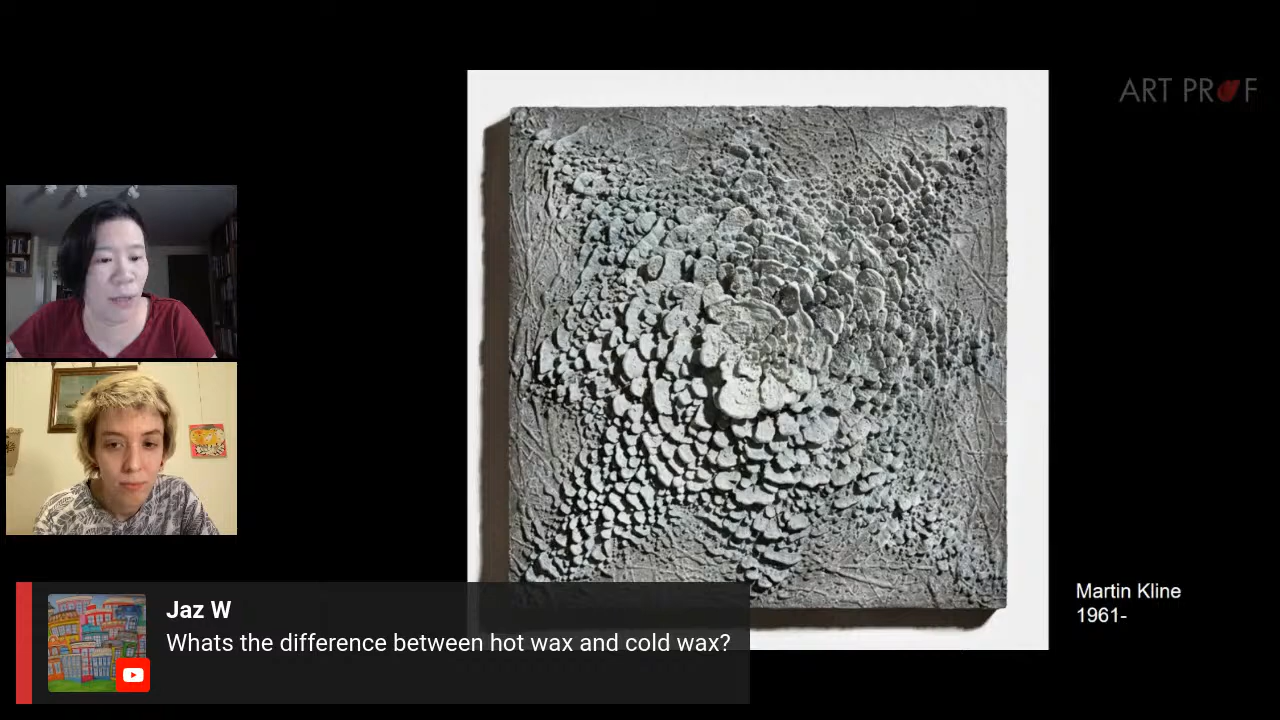 ART PROF
Jaz W
Whats the difference between hot wax and cold wax?
Martin Kline
1961-